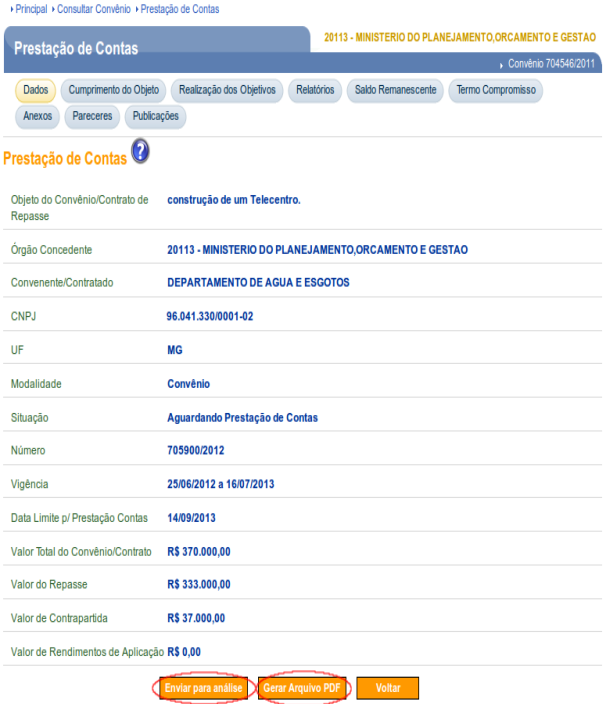 Principal Consultar Convênio Prestação de Contas
20113 - MINISTERIO DO PLANEJAMENTO,ORCAMENTO E GESTAO
Prestação de Contas
Convênio 704546/2011
Dados Cumprimento do Objeto Realização dos Objetivos Relatórios Saldo Remanescente Termo Compromisso
Anexos Pareceres Publicações
Prestação de Contas ?
Objeto do Convênio/Contrato de Repasse construção de um Telecentro.
Órgão Concedente 20113 - MINISTERIO DO PLANEJAMENTO,ORCAMENTO E GESTAO
Convenente/Contratado DEPARTAMENTO DE AGUA E ESGOTOS
CNPJ 96.041.330/0001-02
UF MG
Modalidade Convênio
Situação Aguardando Prestação de Contas
Número 705900/2012
Vigência 25/06/2012 a 16/07/2013
Data Limite p/ Prestação Contas 14/09/2013
Valor Total do Convênio/Contrato R$ 370.000,00
Valor do Repasse R$ 333.000,00
Valor de Contrapartida R$ 37.000,00
Valor de Rendimentos de Aplicação R$ 0,00
Enviar para análise Gerar Arquivo PDF Voltar